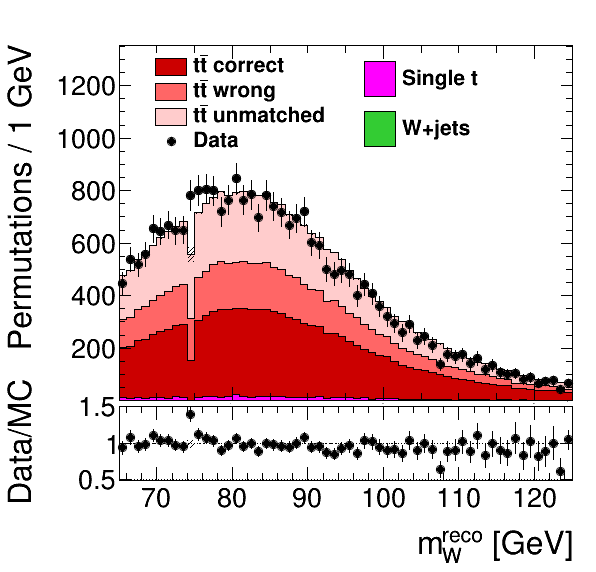 Permutations / 1 GeV
1200
1000
800
600
400
200
tt̄ correct
tt̄ wrong
tt̄ unmatched
Data
Single t
W+jets
Data/MC
1.5
1
0.5
70 80 90 100 110 120
m_W^reco [GeV]